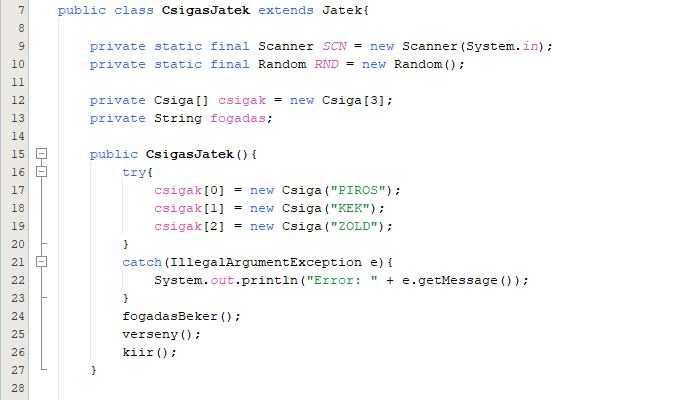 7 public class CsigasJatek extends Jatek{
8
9 private static final Scanner SCN = new Scanner(System.in);
10 private static final Random RND = new Random();
11
12 private Csiga[] csigak = new Csiga[3];
13 private String fogadas;
14
15 public CsigasJatek(){
16 try{
17 csigak[0] = new Csiga("PIROS");
18 csigak[1] = new Csiga("KEK");
19 csigak[2] = new Csiga("ZOLD");
20 }
21 catch(IllegalArgumentException e){
22 System.out.println("Error: " + e.getMessage());
23 }
24 fogadasBeker();
25 verseny();
26 kiir();
27 }
28